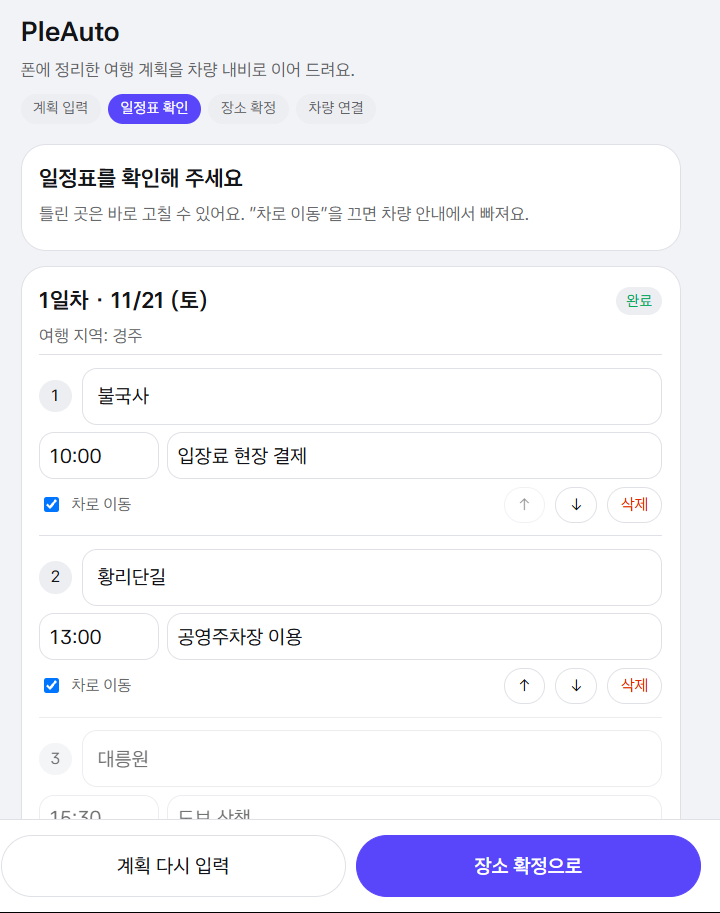 PleAuto
폰에 정리한 여행 계획을 차량 내비로 이어 드려요.
계획 입력 일정표 확인 장소 확정 차량 연결
일정표를 확인해 주세요
틀린 곳은 바로 고칠 수 있어요. “차로 이동”을 끄면 차량 안내에서 빠져요.
1일차 · 11/21 (토) 완료
여행 지역: 경주
1 불국사
10:00 입장료 현장 결제
차로 이동 ↑ ↓ 삭제
2 황리단길
13:00 공영주차장 이용
차로 이동 ↑ ↓ 삭제
3 대릉원
15:30 도보 산책
계획 다시 입력 장소 확정으로